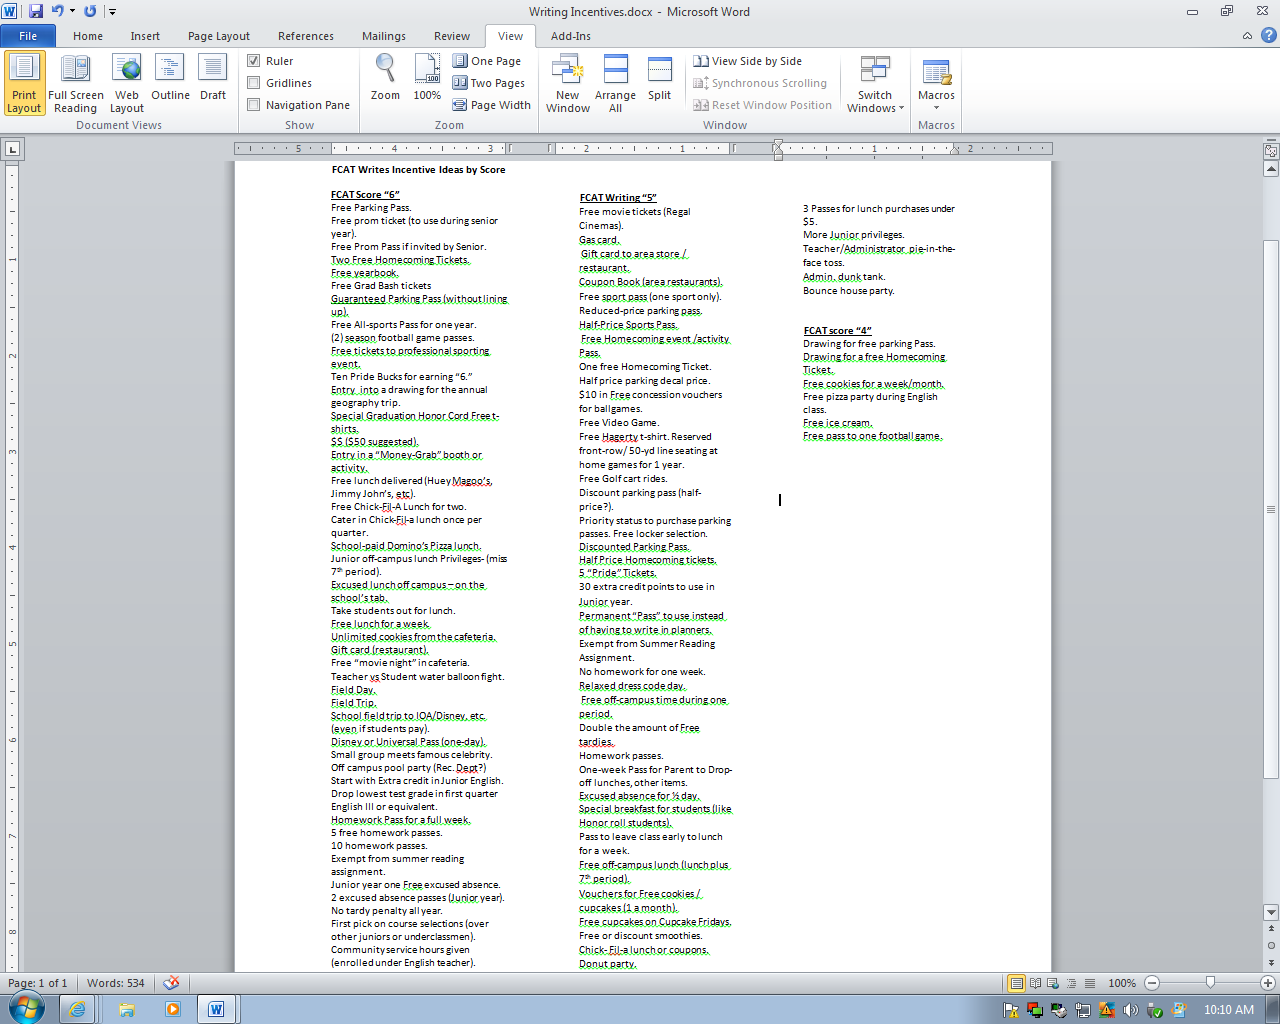 Writing Incentives.docx - Microsoft Word
File Home Insert Page Layout References Mailings Review View Add-Ins
Print Layout
Full Screen Reading
Web Layout
Outline
Draft
Document Views
Ruler
Gridlines
Navigation Pane
Show
Zoom
100%
One Page
Two Pages
Page Width
Zoom
New Window
Arrange All
Split
View Side by Side
Synchronous Scrolling
Reset Window Position
Window
Switch Windows
Macros
Macros
5 4 3 2 1 1 2
FCAT Writes Incentive Ideas by Score
FCAT Score “6”
Free Parking Pass.
Free prom ticket (to use during senior
year).
Free Prom Pass if invited by Senior.
Two Free Homecoming Tickets.
Free yearbook.
Free Grad Bash tickets
Guaranteed Parking Pass (without lining
up).
Free All-sports Pass for one year.
(2) season football game passes.
Free tickets to professional sporting
event.
Ten Pride Bucks for earning “6.”
Entry into a drawing for the annual
geography trip.
Special Graduation Honor Cord Free t-
shirts.
$$ ($50 suggested).
Entry in a “Money-Grab” booth or
activity.
Free lunch delivered (Huey Magoo’s,
Jimmy John’s, etc).
Free Chick-Fil-A Lunch for two.
Cater in Chick-Fil-a lunch once per
quarter.
School-paid Domino’s Pizza lunch.
Junior off-campus lunch Privileges- (miss
7th period).
Excused lunch off campus – on the
school’s tab.
Take students out for lunch.
Free lunch for a week.
Unlimited cookies from the cafeteria.
Gift card (restaurant).
Free “movie night” in cafeteria.
Teacher vs Student water balloon fight.
Field Day.
Field Trip.
School field trip to IOA/Disney, etc.
(even if students pay).
Disney or Universal Pass (one-day).
Small group meets famous celebrity.
Off campus pool party (Rec. Dept?)
Start with Extra credit in Junior English.
Drop lowest test grade in first quarter
English III or equivalent.
Homework Pass for a full week.
5 free homework passes.
10 homework passes.
Exempt from summer reading
assignment.
Junior year one Free excused absence.
2 excused absence passes (Junior year).
No tardy penalty all year.
First pick on course selections (over
other juniors or underclassmen).
Community service hours given
(enrolled under English teacher).
FCAT Writing “5”
Free movie tickets (Regal
Cinemas).
Gas card.
Gift card to area store /
restaurant.
Coupon Book (area restaurants).
Free sport pass (one sport only).
Reduced-price parking pass.
Half-Price Sports Pass.
Free Homecoming event /activity
Pass.
One free Homecoming Ticket.
Half price parking decal price.
$10 in Free concession vouchers
for ballgames.
Free Video Game.
Free Hagerty t-shirt. Reserved
front-row/ 50-yd line seating at
home games for 1 year.
Free Golf cart rides.
Discount parking pass (half-
price?).
Priority status to purchase parking
passes. Free locker selection.
Discounted Parking Pass.
Half Price Homecoming tickets.
5 “Pride” Tickets.
30 extra credit points to use in
Junior year.
Permanent “Pass” to use instead
of having to write in planners.
Exempt from Summer Reading
Assignment.
No homework for one week.
Relaxed dress code day.
Free off-campus time during one
period.
Double the amount of Free
tardies.
Homework passes.
One-week Pass for Parent to Drop-
off lunches, other items.
Excused absence for ½ day.
Special breakfast for students (like
Honor roll students).
Pass to leave class early to lunch
for a week.
Free off-campus lunch (lunch plus
7th period).
Vouchers for Free cookies /
cupcakes (1 a month).
Free cupcakes on Cupcake Fridays.
Free or discount smoothies.
Chick- Fil-a lunch or coupons.
Donut party.
3 Passes for lunch purchases under
$5.
More Junior privileges.
Teacher/Administrator pie-in-the-
face toss.
Admin. dunk tank.
Bounce house party.
FCAT score “4”
Drawing for free parking Pass.
Drawing for a free Homecoming
Ticket.
Free cookies for a week/month.
Free pizza party during English
class.
Free ice cream.
Free pass to one football game.
1
2
3
4
5
6
7
8
Page: 1 of 1 Words: 534 100%
10:10 AM